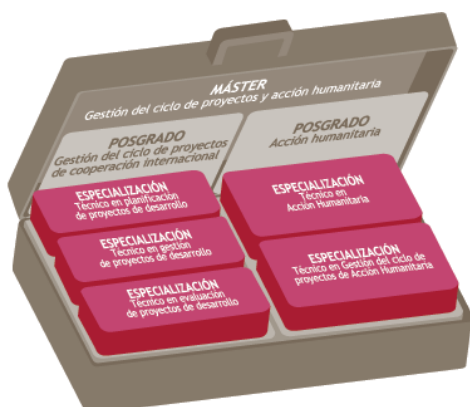 MÁSTER
Gestión del ciclo de proyectos y acción humanitaria
POSGRADO
Gestión del ciclo de proyectos
de cooperación internacional
ESPECIALIZACIÓN
Técnico en planificación
de proyectos de desarrollo
ESPECIALIZACIÓN
Técnico en gestión
de proyectos de desarrollo
ESPECIALIZACIÓN
Técnico en evaluación
de proyectos de desarrollo
POSGRADO
Acción humanitaria
ESPECIALIZACIÓN
Técnico en
Acción Humanitaria
ESPECIALIZACIÓN
Técnico en Gestión del ciclo de
proyectos de Acción Humanitaria